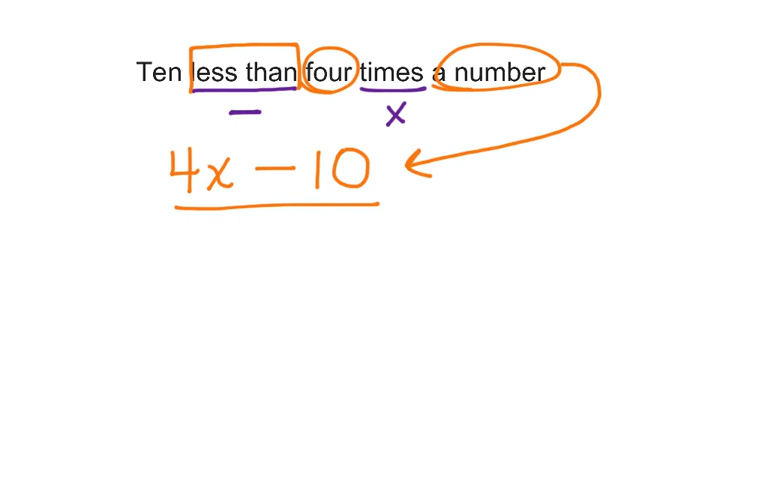 Ten less than four times a number
— x
4x – 10